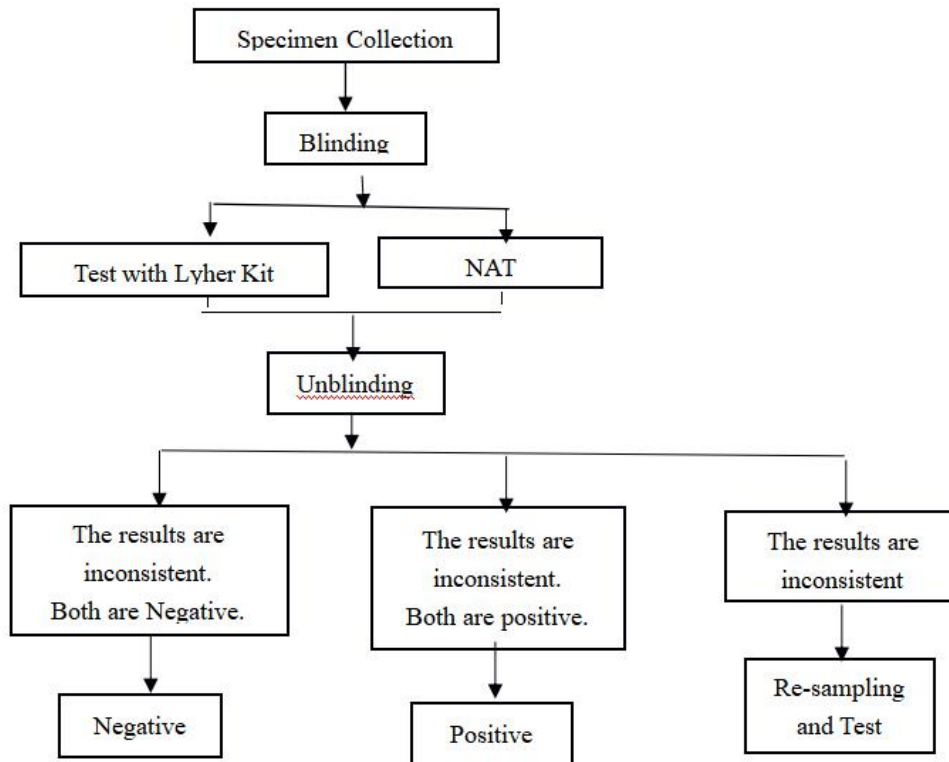 Specimen Collection
Blinding
Test with Lyher Kit
NAT
Unblinding
The results are
inconsistent.
Both are Negative.
The results are
inconsistent.
Both are positive.
The results are
inconsistent
Negative
Positive
Re-sampling
and Test